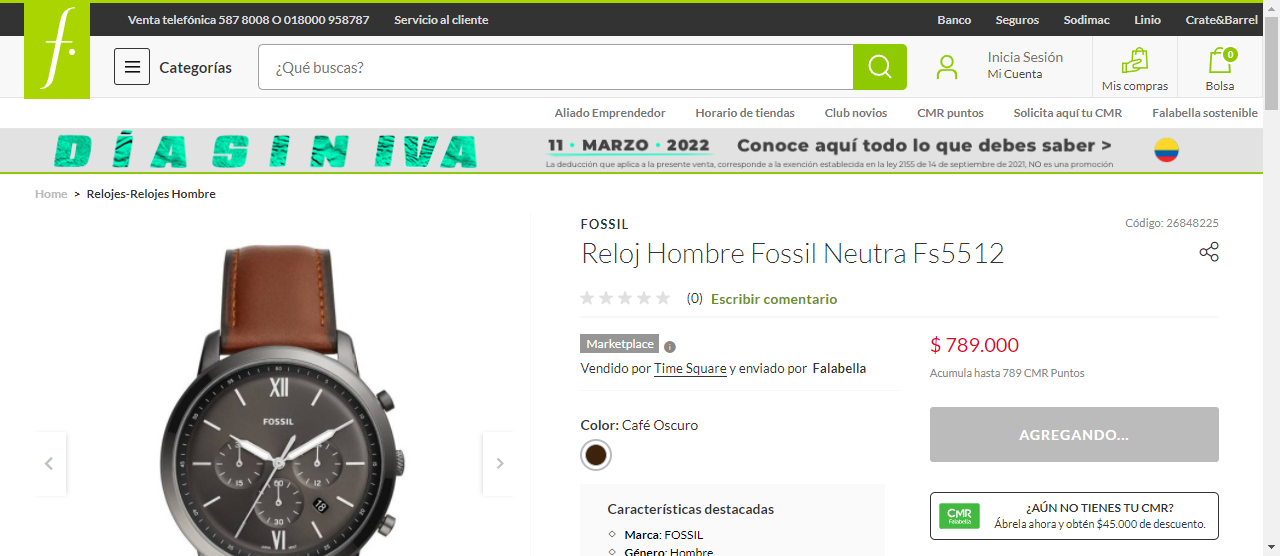 Venta telefónica 587 8008 O 018000 958787
Servicio al cliente
Banco
Seguros
Sodimac
Linio
Crate&Barrel
f.
Categorías
¿Qué buscas?
Inicia Sesión
Mi Cuenta
Mis compras
0
Bolsa
Aliado Emprendedor
Horario de tiendas
Club novios
CMR puntos
Solicita aquí tu CMR
Falabella sostenible
DÍA SIN IVA
11 • MARZO • 2022
Conoce aquí todo lo que debes saber >
La deducción que aplica a la presente venta, corresponde a la exención establecida en la ley 2155 de 14 de septiembre de 2021, NO es una promoción
Home > Relojes-Relojes Hombre
FOSSIL
Código: 26848225
Reloj Hombre Fossil Neutra Fs5512
(0) Escribir comentario
Marketplace
Vendido por Time Square y enviado por Falabella
$ 789.000
Acumula hasta 789 CMR Puntos
Color: Café Oscuro
AGREGANDO...
Características destacadas
Marca: FOSSIL
Género: Hombre
CMR
Falabella
¿AÚN NO TIENES TU CMR?
Ábrela ahora y obtén $45.000 de descuento.
XII
FOSSIL
15
45
30
18
VI